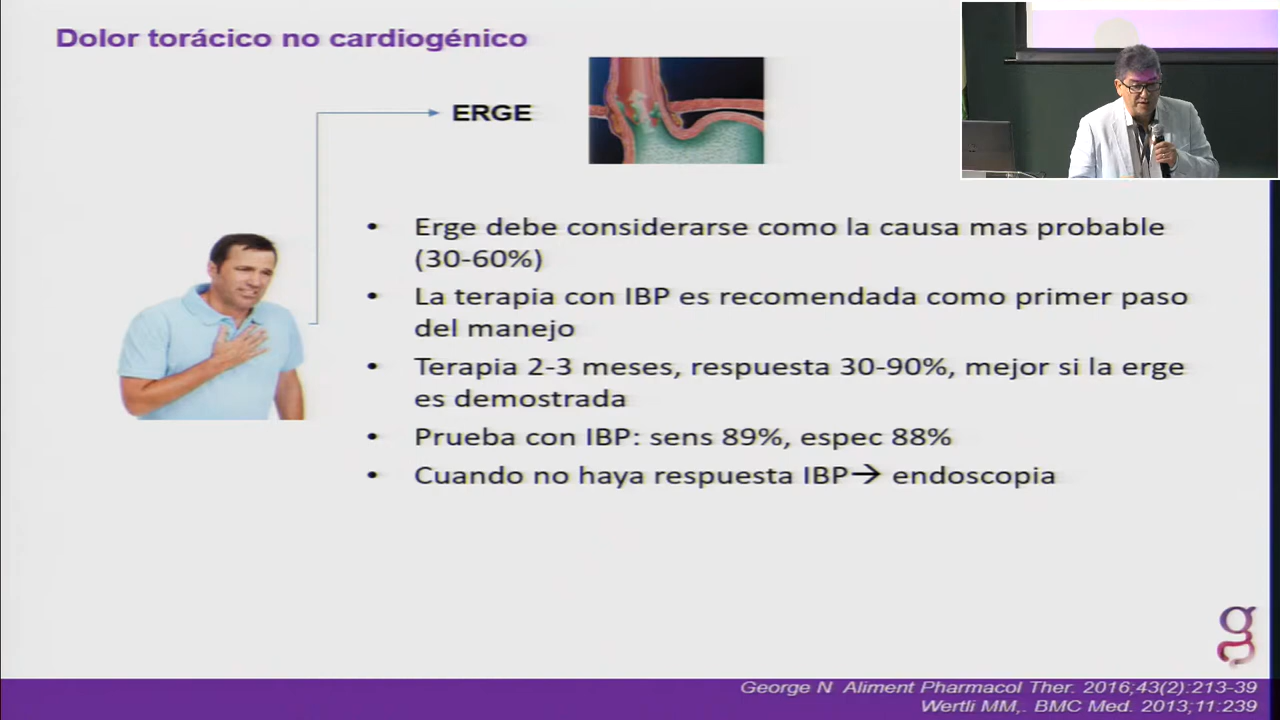 Dolor torácico no cardiogénico
ERGE
• Erge debe considerarse como la causa mas probable
(30-60%)
• La terapia con IBP es recomendada como primer paso
del manejo
• Terapia 2-3 meses, respuesta 30-90%, mejor si la erge
es demostrada
• Prueba con IBP: sens 89%, espec 88%
• Cuando no haya respuesta IBP→ endoscopia
George N Aliment Pharmacol Ther. 2016;43(2):213-39
Wertli MM,. BMC Med. 2013;11:239